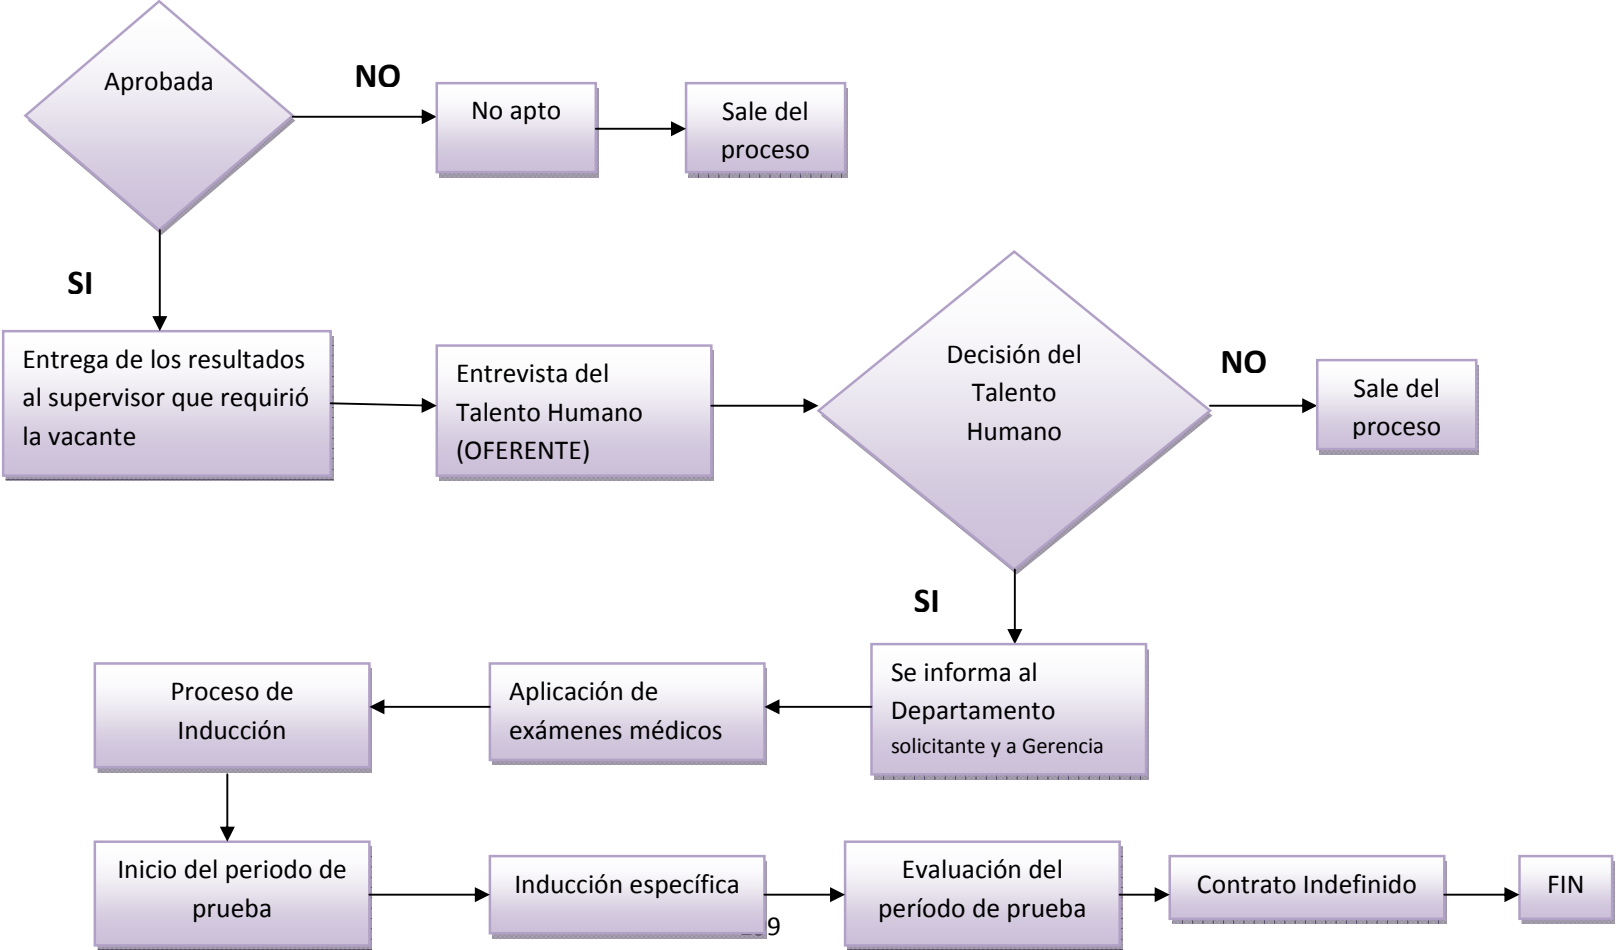 Aprobada
NO
No apto
Sale del
proceso
SI
Entrega de los resultados
al supervisor que requirió
la vacante
Entrevista del
Talento Humano
(OFERENTE)
Decisión del
Talento
Humano
NO
Sale del
proceso
SI
Se informa al
Departamento
solicitante y a Gerencia
Aplicación de
exámenes médicos
Proceso de
Inducción
Inicio del periodo de
prueba
Inducción específica
Evaluación del
período de prueba
Contrato Indefinido
FIN